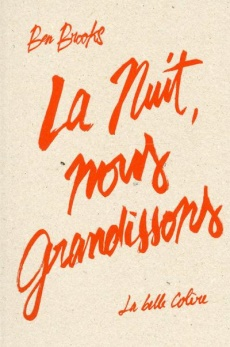 Ben Brooks
La Nuit,
nous
grandissons
La belle Colère